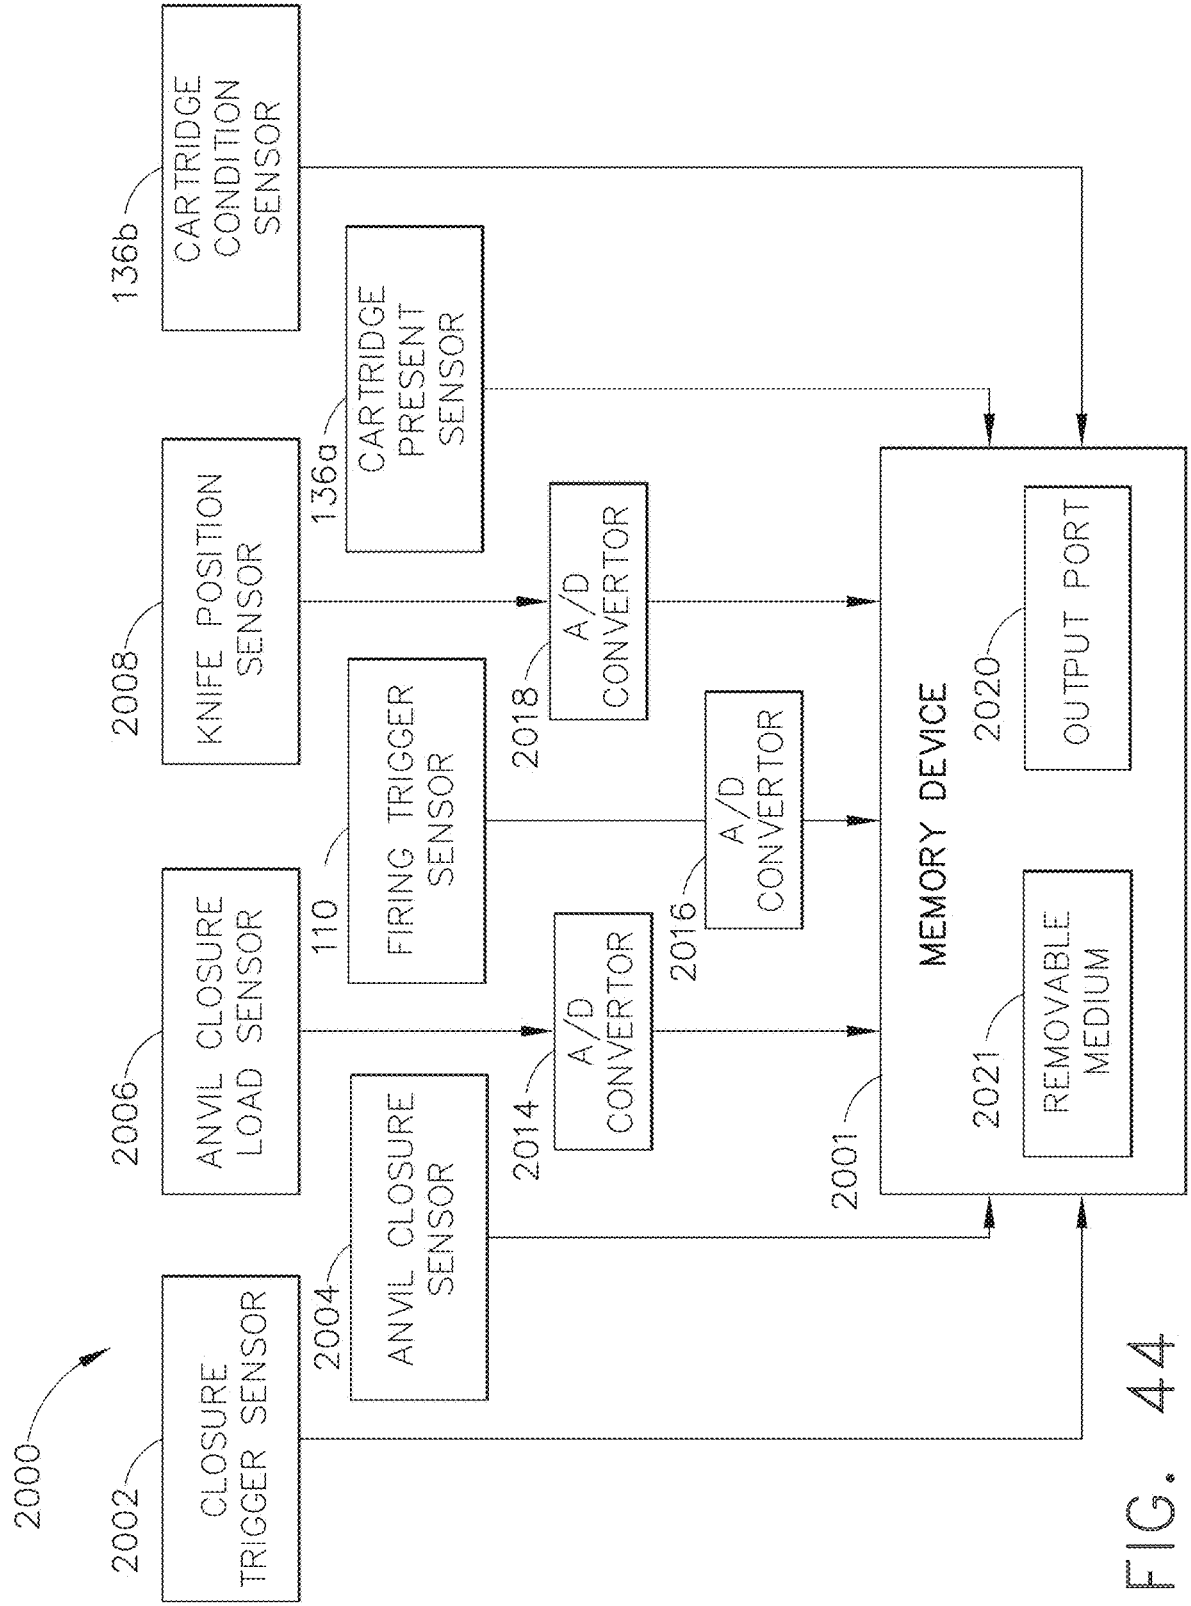 2000
2002
CLOSURE
TRIGGER SENSOR
2004
ANVIL CLOSURE
SENSOR
2006
ANVIL CLOSURE
LOAD SENSOR
110
FIRING TRIGGER
SENSOR
2008
KNIFE POSITION
SENSOR
136a
CARTRIDGE
PRESENT
SENSOR
136b
CARTRIDGE
CONDITION
SENSOR
2014
A/D
CONVERTOR
2016
A/D
CONVERTOR
2018
A/D
CONVERTOR
2001
MEMORY DEVICE
2021
REMOVABLE
MEDIUM
2020
OUTPUT PORT
FIG. 44